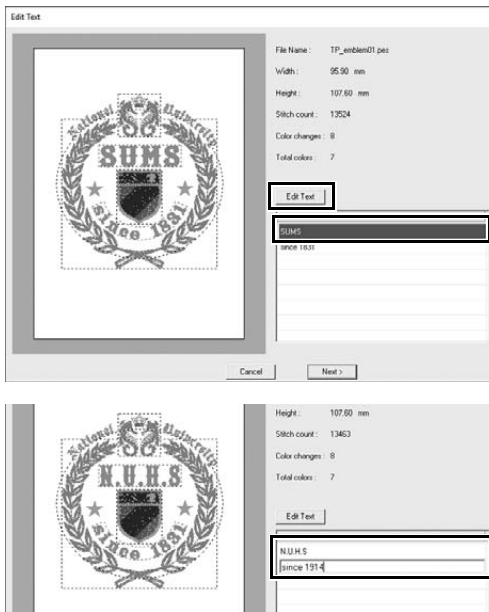 Edit Text
File Name : TP_emblem01.pes
Width : 95.90 mm
Height : 107.60 mm
Stitch count : 13524
Color changes : 8
Total colors : 7
National University
SUMS
since 1831
Edit Text
SUMS
since 1831
Cancel
Next >
Height : 107.60 mm
Stitch count : 13463
Color changes : 8
Total colors : 7
National University
N.U.H.S
since 1831
Edit Text
N.U.H.S
since 1914